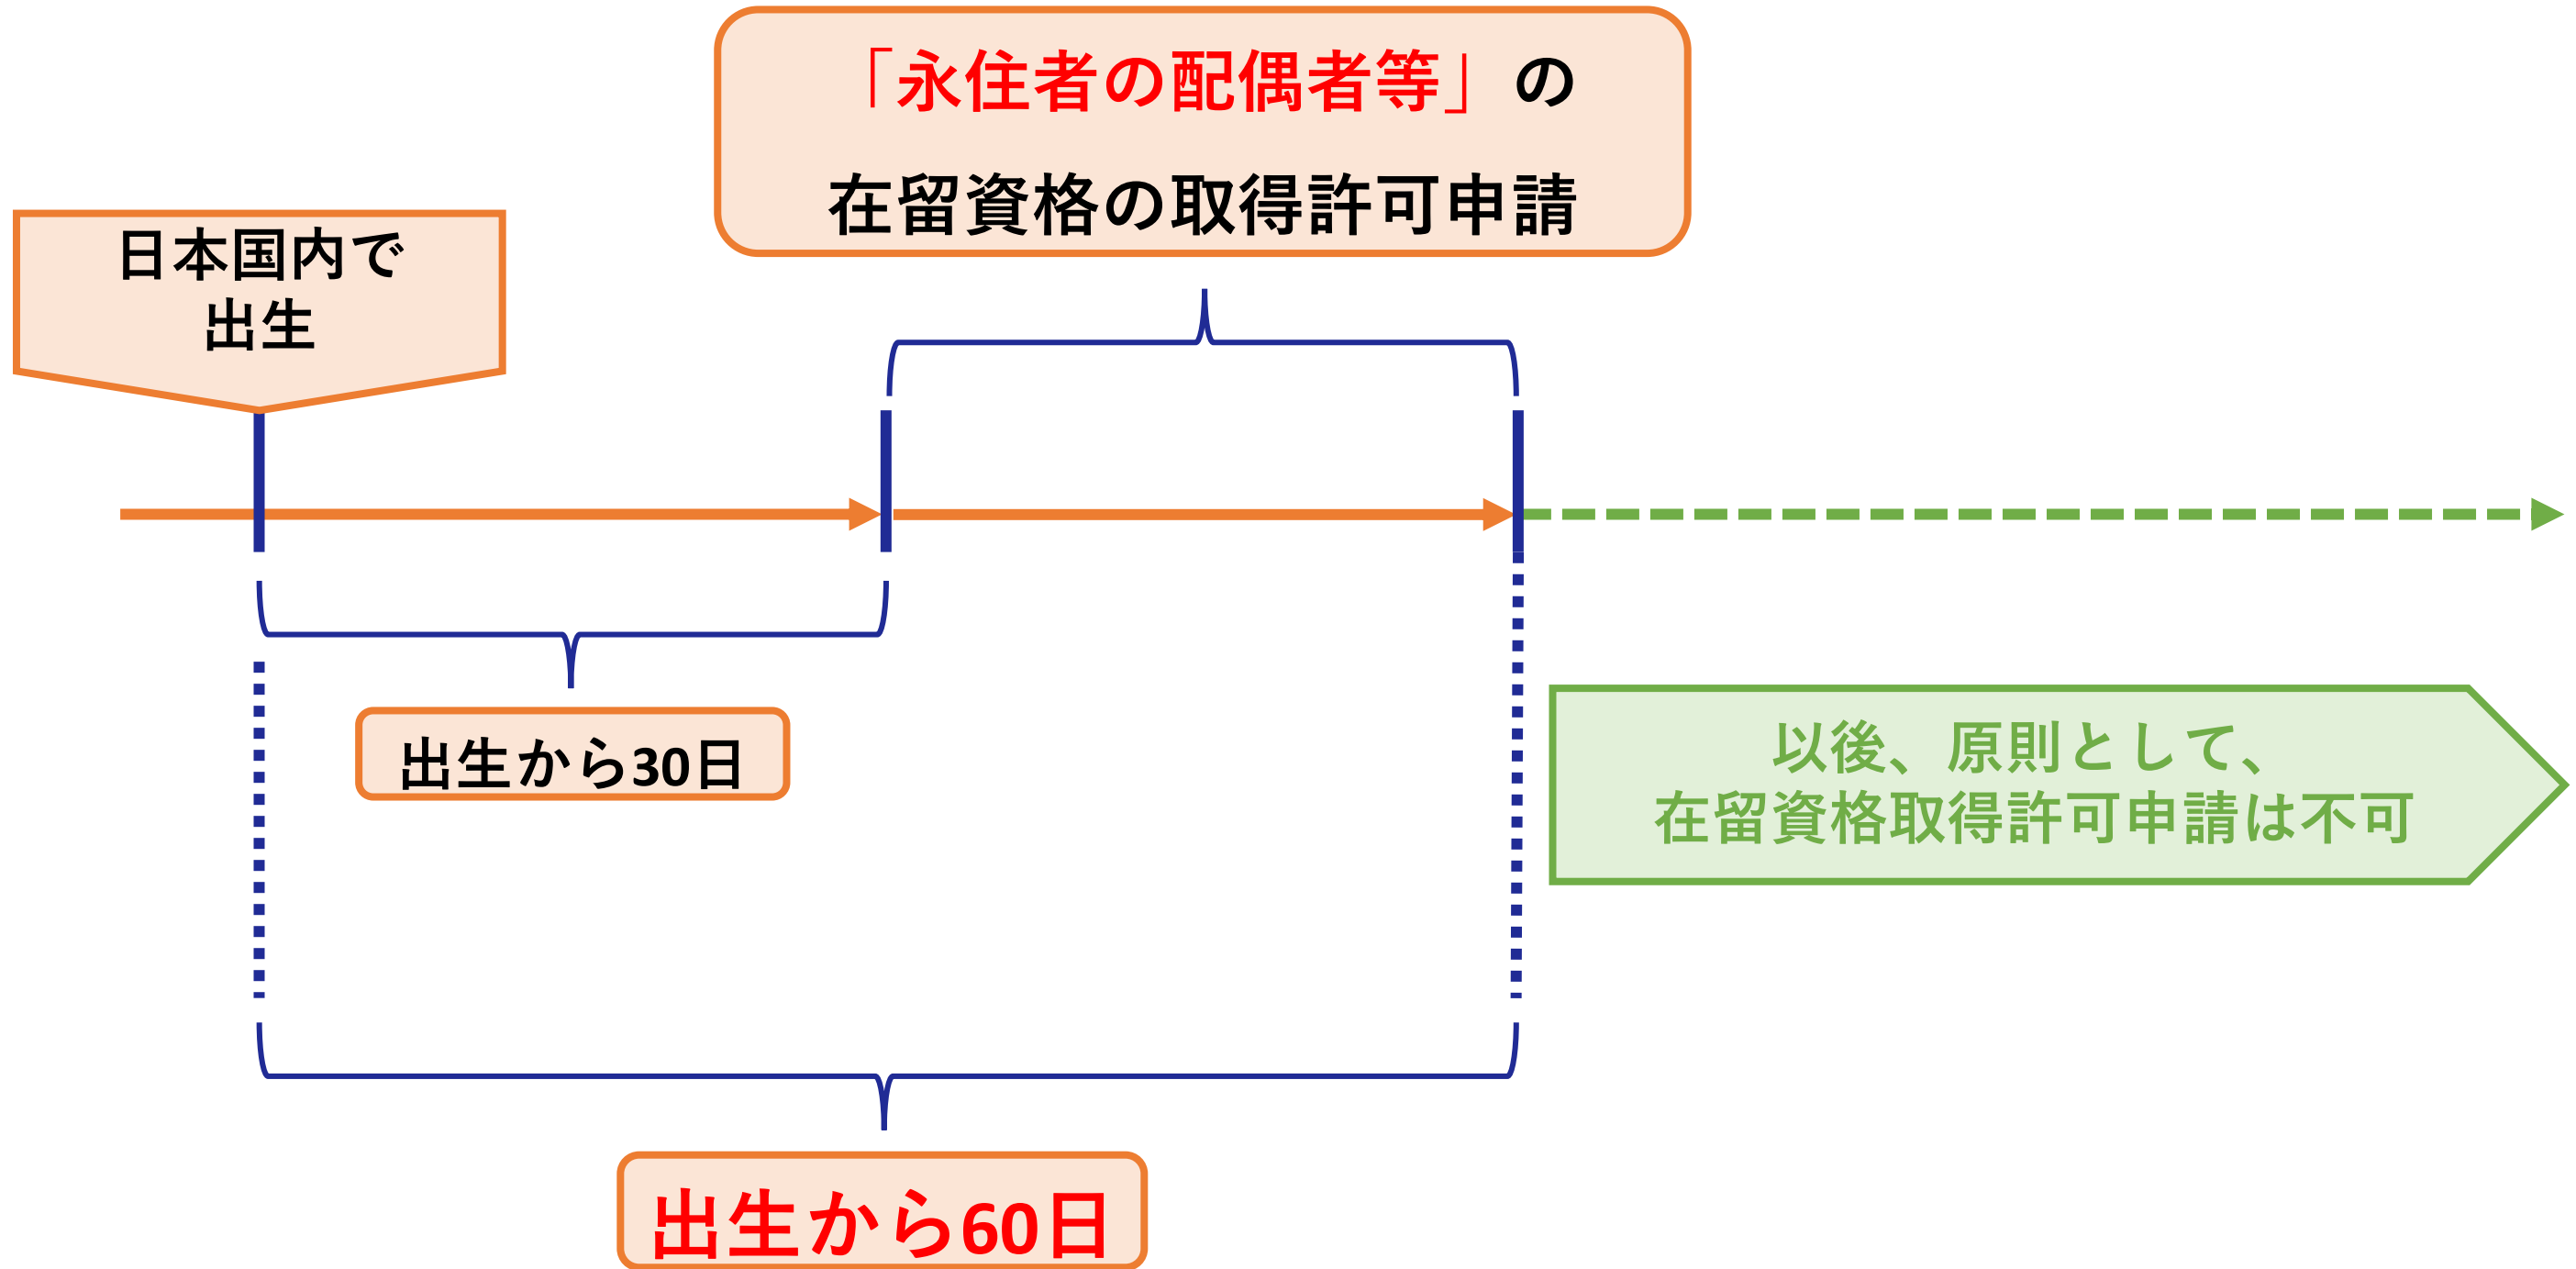 「永住者の配偶者等」の
在留資格の取得許可申請
日本国内で
出生
出生から30日
以後、原則として、
在留資格取得許可申請は不可
出生から60日